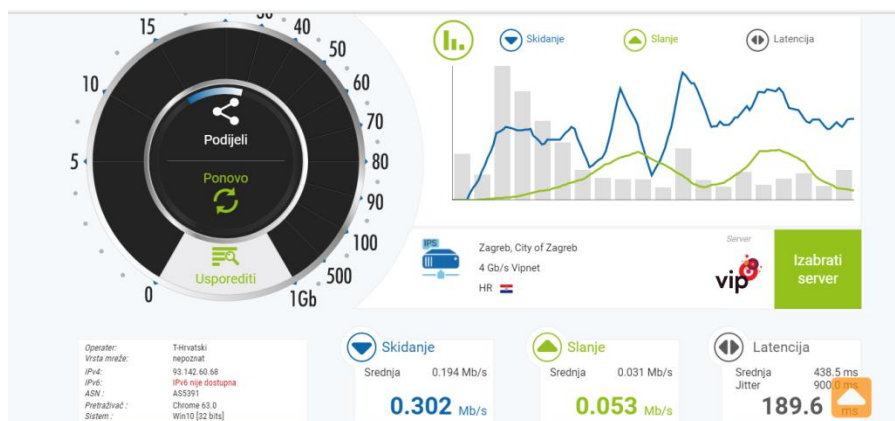 15
30
40
50
10
60
70
5
80
90
100
500
0
1Gb
Podijeli
Ponovo
Usporediti
Skidanje
Slanje
Latencija
IPS
Zagreb, City of Zagreb
4 Gb/s Vipnet
HR
Server
vip
Izabrati
server
Operater: T-Hrvatski
Vrsta mreže: nepoznat
IPv4: 93.142.60.68
IPv6: IPv6 nije dostupna
ASN : AS5391
Pretraživač : Chrome 63.0
Sistem : Win10 [32 bits]
Skidanje
Srednja 0.194 Mb/s
0.302 Mb/s
Slanje
Srednja 0.031 Mb/s
0.053 Mb/s
Latencija
Srednja 438.5 ms
Jitter 900.0 ms
189.6 ms